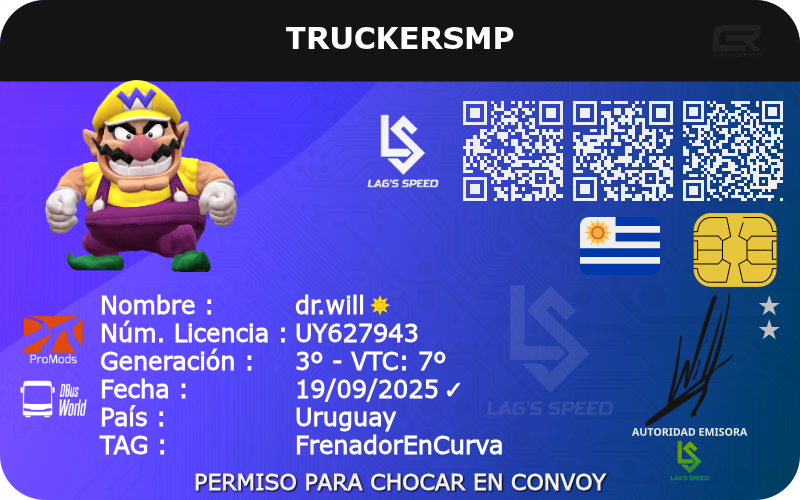 TRUCKERSMP
W
LAG'S SPEED
Nombre : dr.will
Núm. Licencia : UY627943
Generación : 3º - VTC: 7º
Fecha : 19/09/2025 ✓
País : Uruguay
TAG : FrenadorEnCurva
ProMods
DBus
World
LAG'S SPEED
Will
AUTORIDAD EMISORA
LAG'S SPEED
PERMISO PARA CHOCAR EN CONVOY